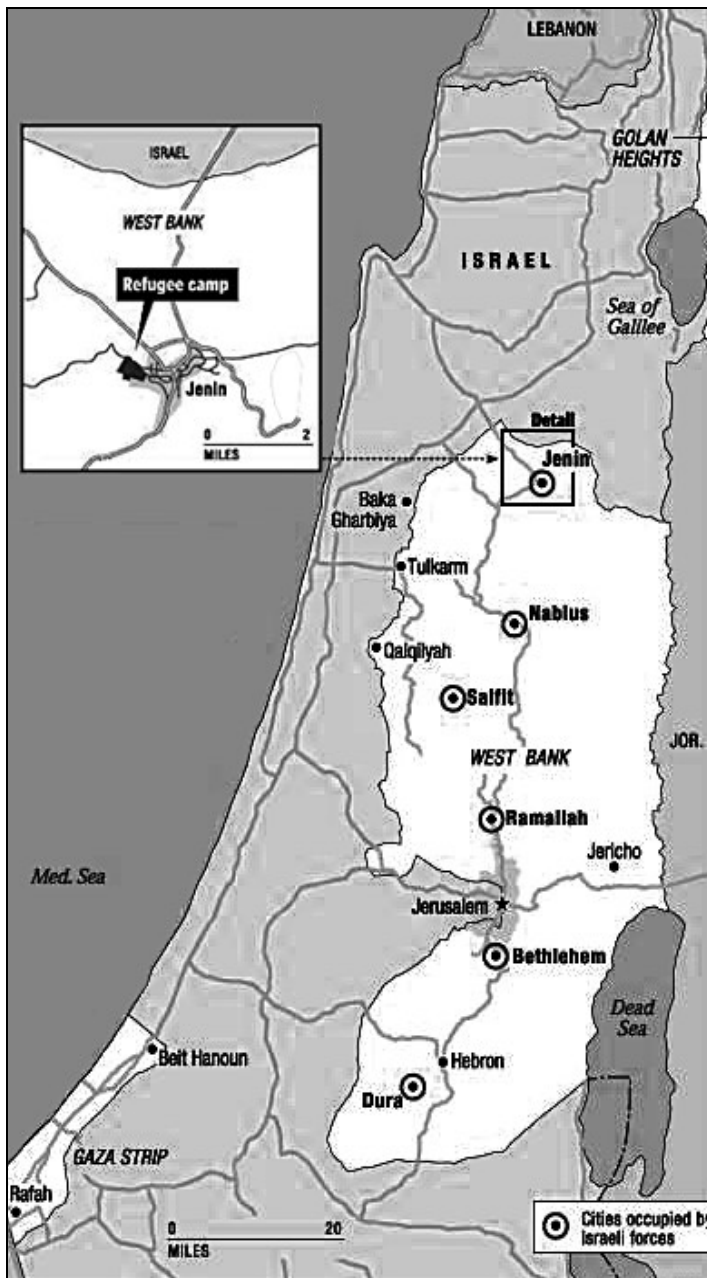 LEBANON
GOLAN
HEIGHTS
ISRAEL
WEST BANK
Refugee camp
Jenin
0 2
MILES
ISRAEL
Sea of
Galilee
Detail
Jenin
Baka
Gharbiya
Tulkarm
Nablus
Qalqilyah
Salfit
WEST BANK
JOR.
Ramallah
Jericho
Med. Sea
Jerusalem
Bethlehem
Dead
Sea
Beit Hanoun
Hebron
Dura
GAZA STRIP
Rafah
0 20
MILES
Cities occupied by
Israeli forces